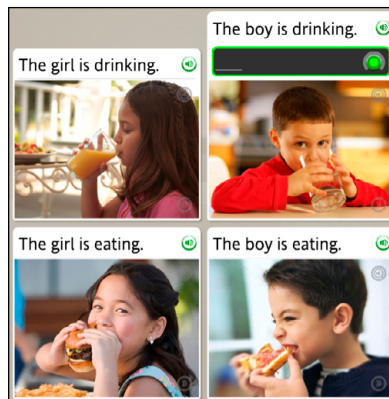 The boy is drinking.
The girl is drinking.
The girl is eating.
The boy is eating.